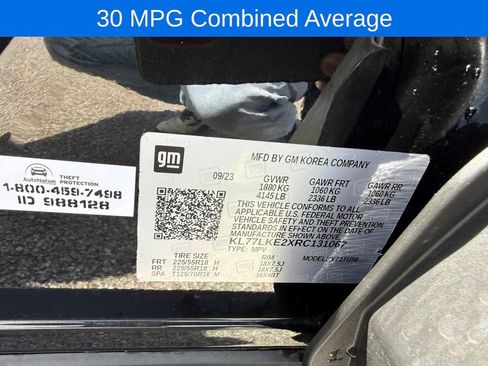 30 MPG Combined Average
gm
MFD BY GM KOREA COMPANY
09/23 GVWR GAWR FRT GAWR RR
1880 KG 1060 KG 1060 KG
4145 LB 2336 LB 2336 LB
THIS VEHICLE CONFORMS TO ALL
APPLICABLE U.S. FEDERAL MOTOR
VEHICLE SAFETY AND THEFT PREVENTION
STANDARDS IN EFFECT ON THE DATE OF
MANUFACTURE SHOWN ABOVE.
KL77LKE2XRC131067
TYPE: MPV MODEL:
TIRE SIZE RIM
FRT 225/55R18 H 18X7.5J
RR 225/55R18 H 18X7.5J
SPA T125/70R16 M 16X4BT
AutoNation THEFT PROTECTION
1-800-459-7498
ID 988128